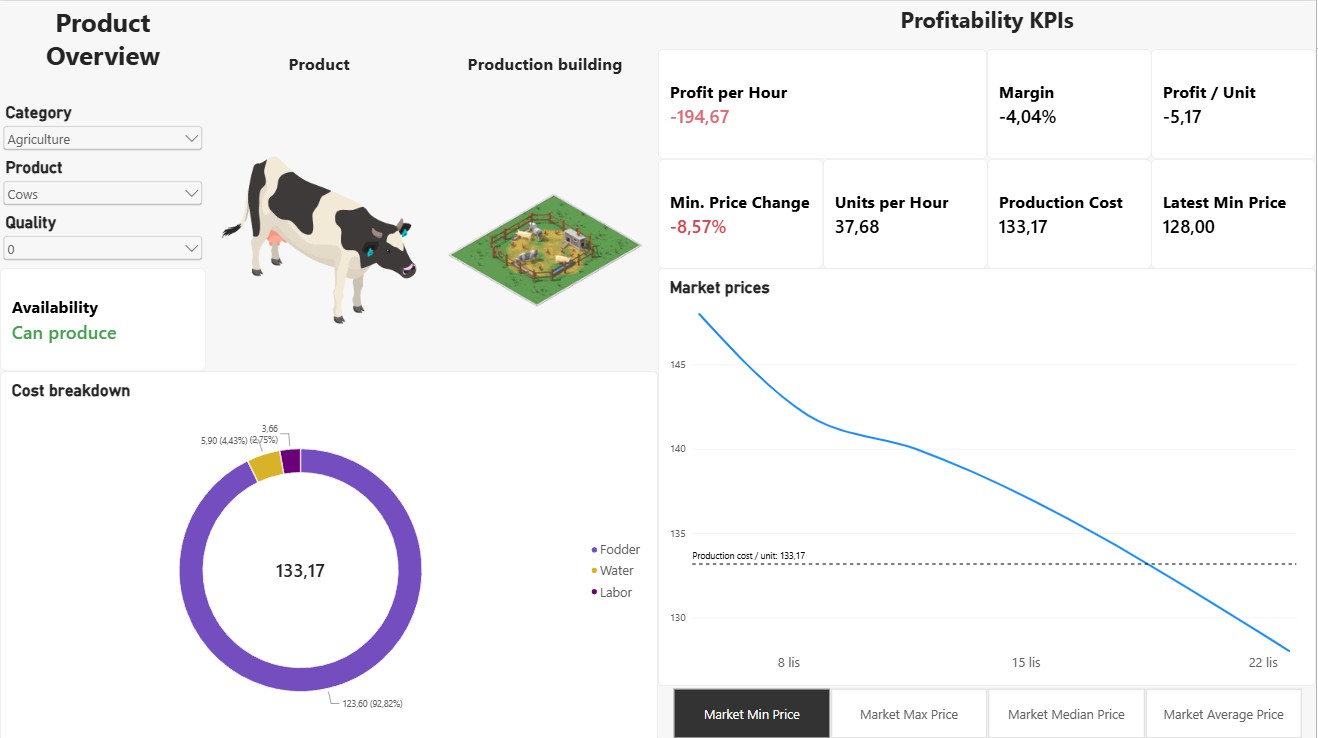 Product
Overview
Product
Production building
Category
Agriculture
Product
Cows
Quality
0
Availability
Can produce
Cost breakdown
3,66
5,90 (4,43%) (2,75%)
133,17
Fodder
Water
Labor
123,60 (92,82%)
Profitability KPIs
Profit per Hour
-194,67
Margin
-4,04%
Profit / Unit
-5,17
Min. Price Change
-8,57%
Units per Hour
37,68
Production Cost
133,17
Latest Min Price
128,00
Market prices
145
140
135
Production cost / unit: 133,17
130
8 lis
15 lis
22 lis
Market Min Price
Market Max Price
Market Median Price
Market Average Price